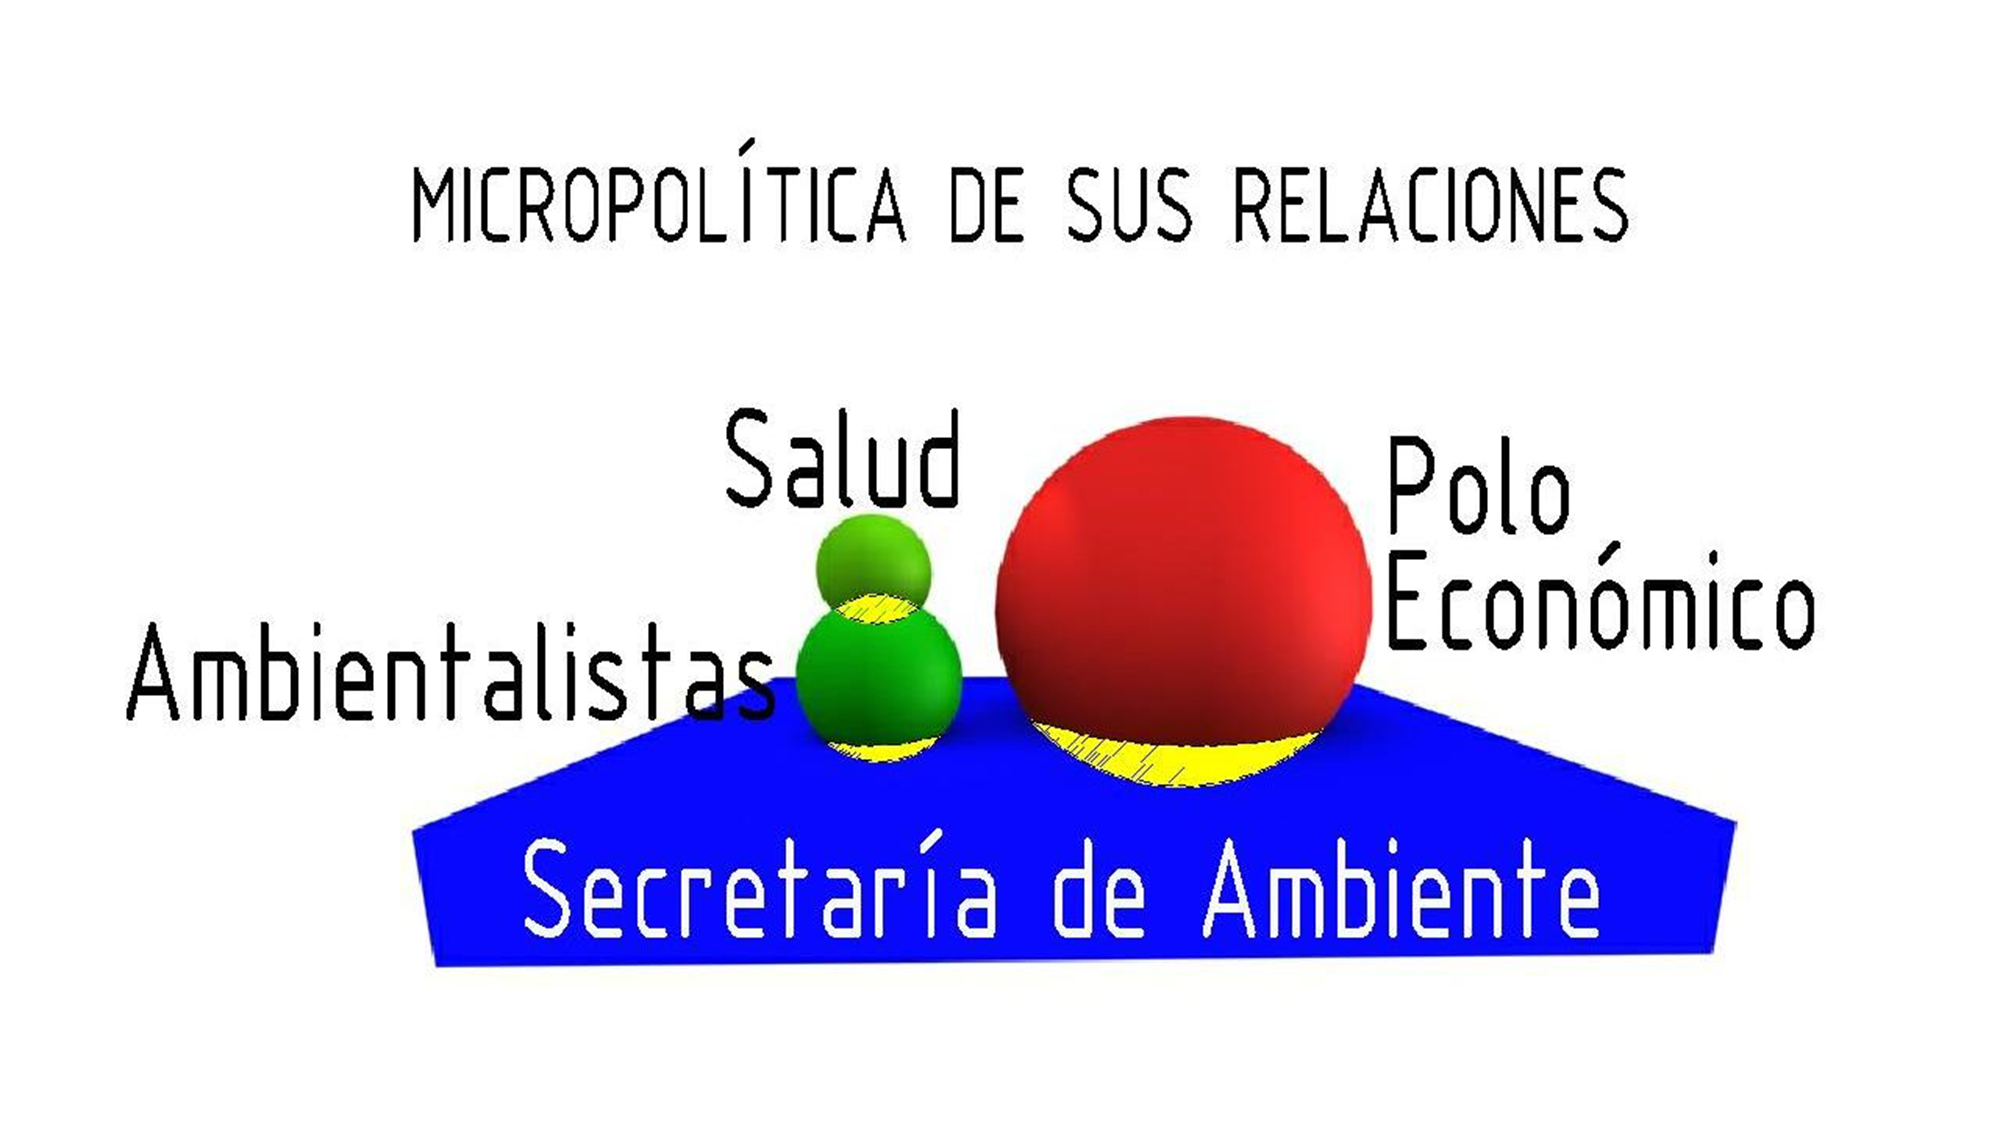 MICROPOLÍTICA DE SUS RELACIONES
Salud
Polo
Económico
Ambientalistas
Secretaría de Ambiente